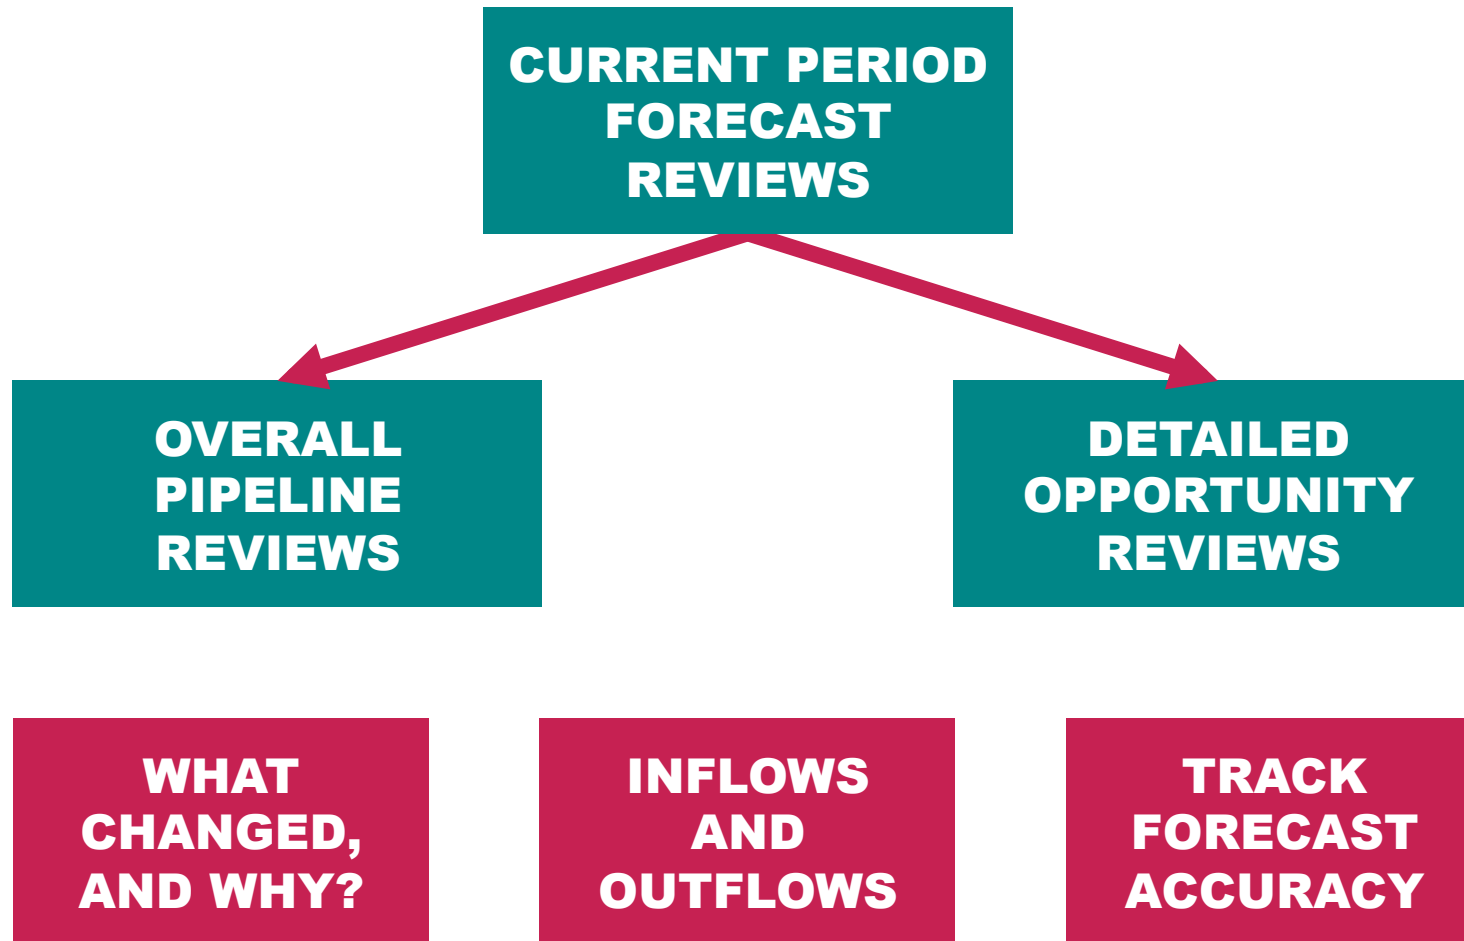 CURRENT PERIOD
FORECAST
REVIEWS
OVERALL
PIPELINE
REVIEWS
DETAILED
OPPORTUNITY
REVIEWS
WHAT
CHANGED,
AND WHY?
INFLOWS
AND
OUTFLOWS
TRACK
FORECAST
ACCURACY